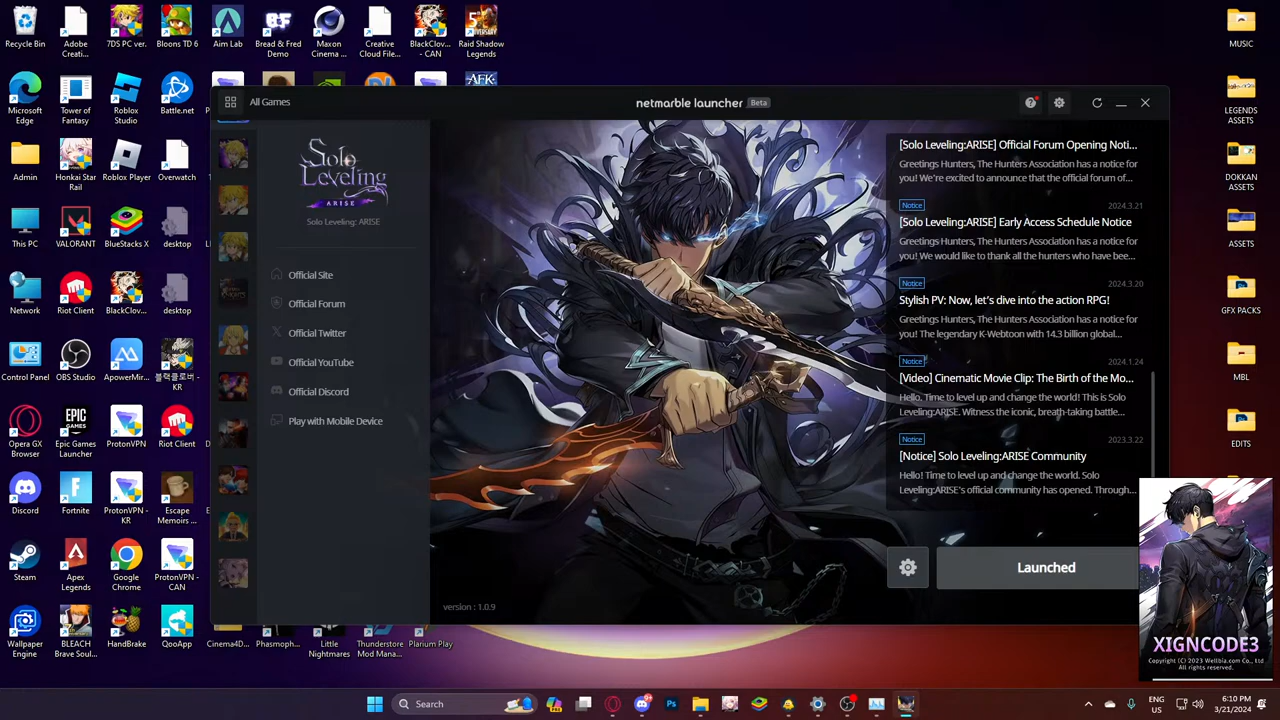 Recycle Bin
Adobe
Creati...
7DS PC ver.
Bloons TD 6
Aim Lab
Bread & Fred
Demo
Maxon
Cinema ...
Creative
Cloud File...
BlackClov...
- CAN
Raid Shadow
Legends
MUSIC
Microsoft
Edge
Tower of
Fantasy
Roblox
Studio
Battle.net
AFK
LEGENDS
ASSETS
All Games
netmarble launcher Beta
Admin
Honkai Star
Rail
Roblox Player
Overwatch
DOKKAN
ASSETS
This PC
VALORANT
BlueStacks X
desktop
ASSETS
Network
Riot Client
BlackClov...
desktop
GFX PACKS
Control Panel
OBS Studio
ApowerMir...
블랙클로버 -
KR
MBL
Opera GX
Browser
Epic Games
Launcher
ProtonVPN
Riot Client
EDITS
Discord
Fortnite
ProtonVPN -
KR
Escape
Memoirs ...
Steam
Apex
Legends
Google
Chrome
ProtonVPN -
CAN
Wallpaper
Engine
BLEACH
Brave Soul...
HandBrake
QooApp
Cinema4D...
Phasmoph...
Little
Nightmares
Thunderstore
Mod Mana...
Plarium Play
Solo
Leveling
ARISE
Solo Leveling: ARISE
Official Site
Official Forum
Official Twitter
Official YouTube
Official Discord
Play with Mobile Device
version : 1.0.9
[Solo Leveling:ARISE] Official Forum Opening Noti...
Greetings Hunters, The Hunters Association has a notice for
you! We're excited to announce that the official forum of...
Notice 2024.3.21
[Solo Leveling:ARISE] Early Access Schedule Notice
Greetings Hunters, The Hunters Association has a notice for
you! We would like to thank all the hunters who have bee...
Notice 2024.3.20
Stylish PV: Now, let's dive into the action RPG!
Greetings Hunters, The Hunters Association has a notice for
you! The legendary K-Webtoon with 14.3 billion global...
Notice 2024.1.24
[Video] Cinematic Movie Clip: The Birth of the Mo...
Hello. Time to level up and change the world! This is Solo
Leveling:ARISE. Witness the iconic, breath-taking battle...
Notice 2023.3.22
[Notice] Solo Leveling:ARISE Community
Hello! Time to level up and change the world. Solo
Leveling:ARISE's official community has opened. Through...
Launched
XIGNCODE3
Copyright (C) 2023 Wellbia.com Co., Ltd
All rights reserved.
Search
9+
ENG
US
6:10 PM
3/21/2024